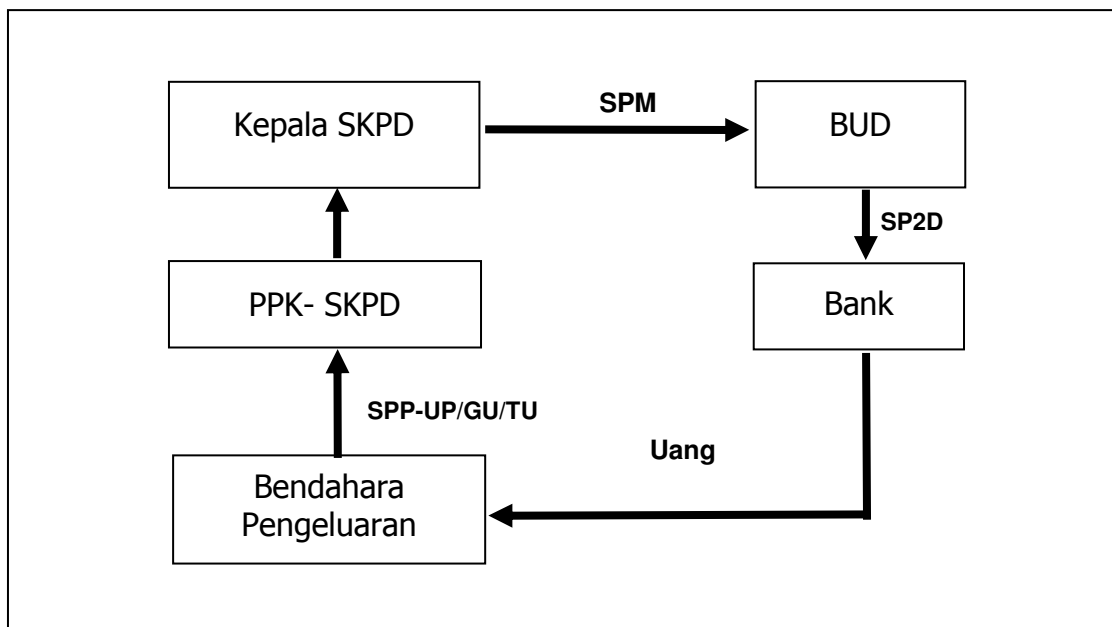 SPM
Kepala SKPD
BUD
SP2D
PPK- SKPD
Bank
SPP-UP/GU/TU
Uang
Bendahara
Pengeluaran